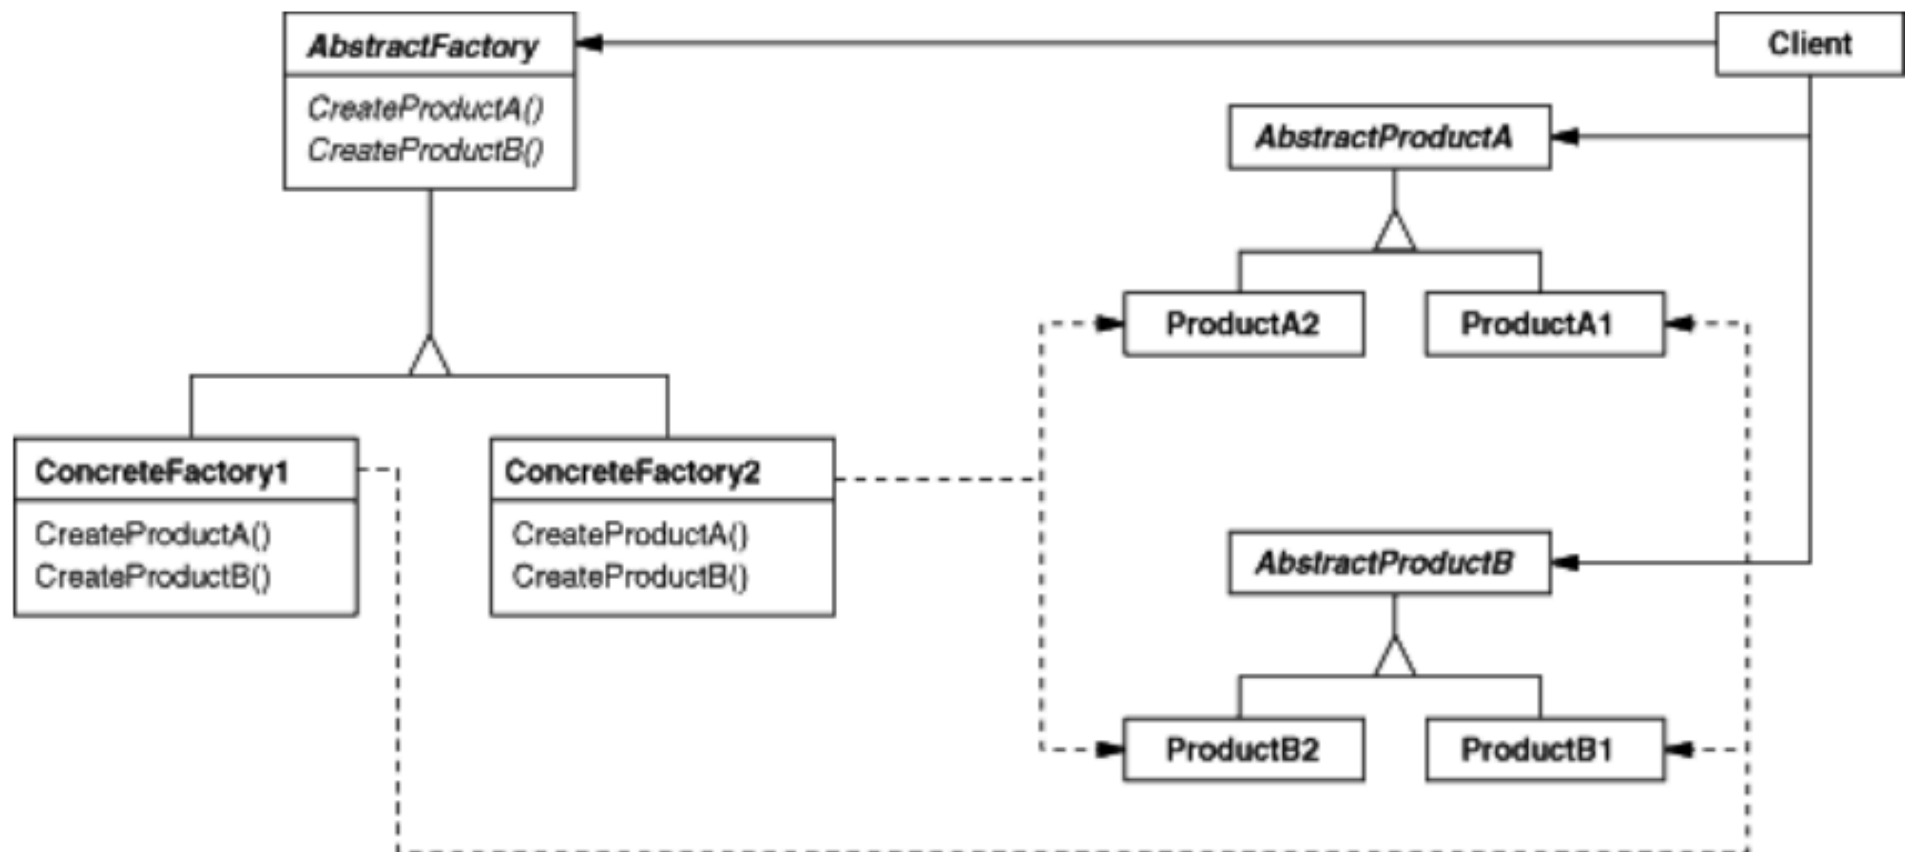 AbstractFactory
CreateProductA()
CreateProductB()
Client
AbstractProductA
ProductA2
ProductA1
ConcreteFactory1
CreateProductA()
CreateProductB()
ConcreteFactory2
CreateProductA()
CreateProductB()
AbstractProductB
ProductB2
ProductB1